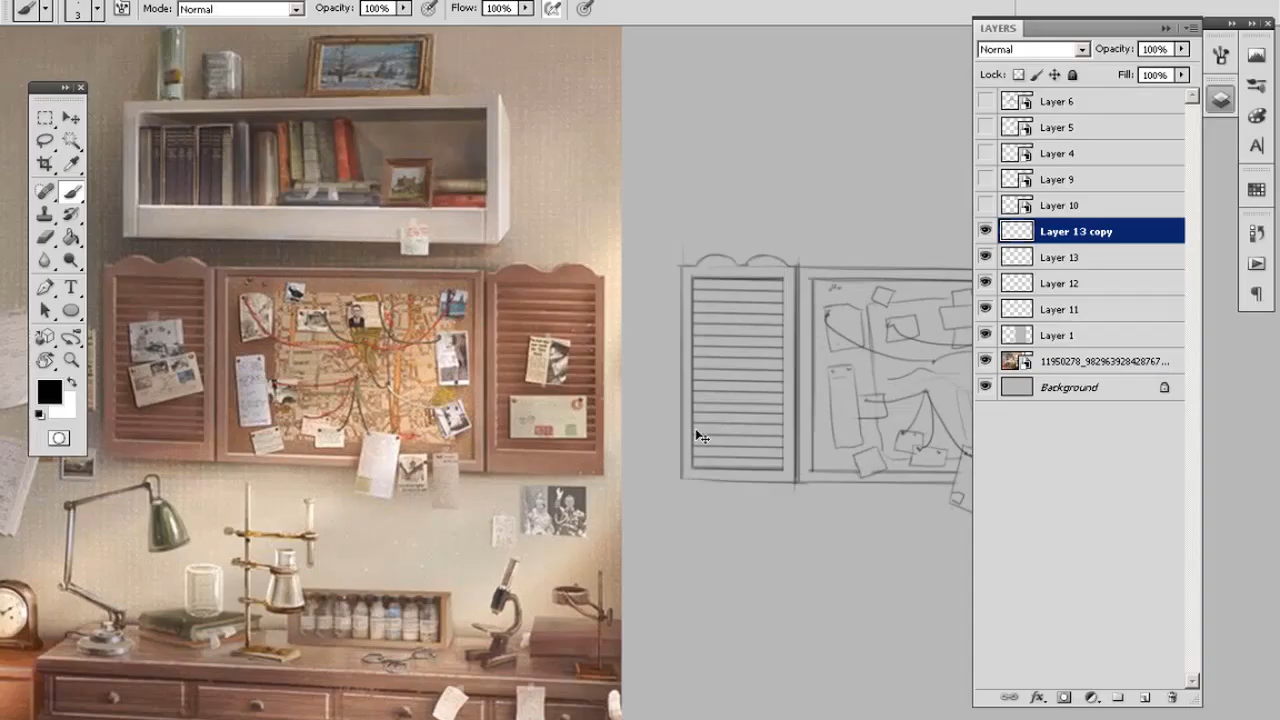 3
Mode: Normal
Opacity: 100%
Flow: 100%
LAYERS
Normal
Opacity: 100%
Lock:
Fill: 100%
Layer 6
Layer 5
Layer 4
Layer 9
Layer 10
Layer 13 copy
Layer 13
Layer 12
Layer 11
Layer 1
11950278_982963928428767...
Background